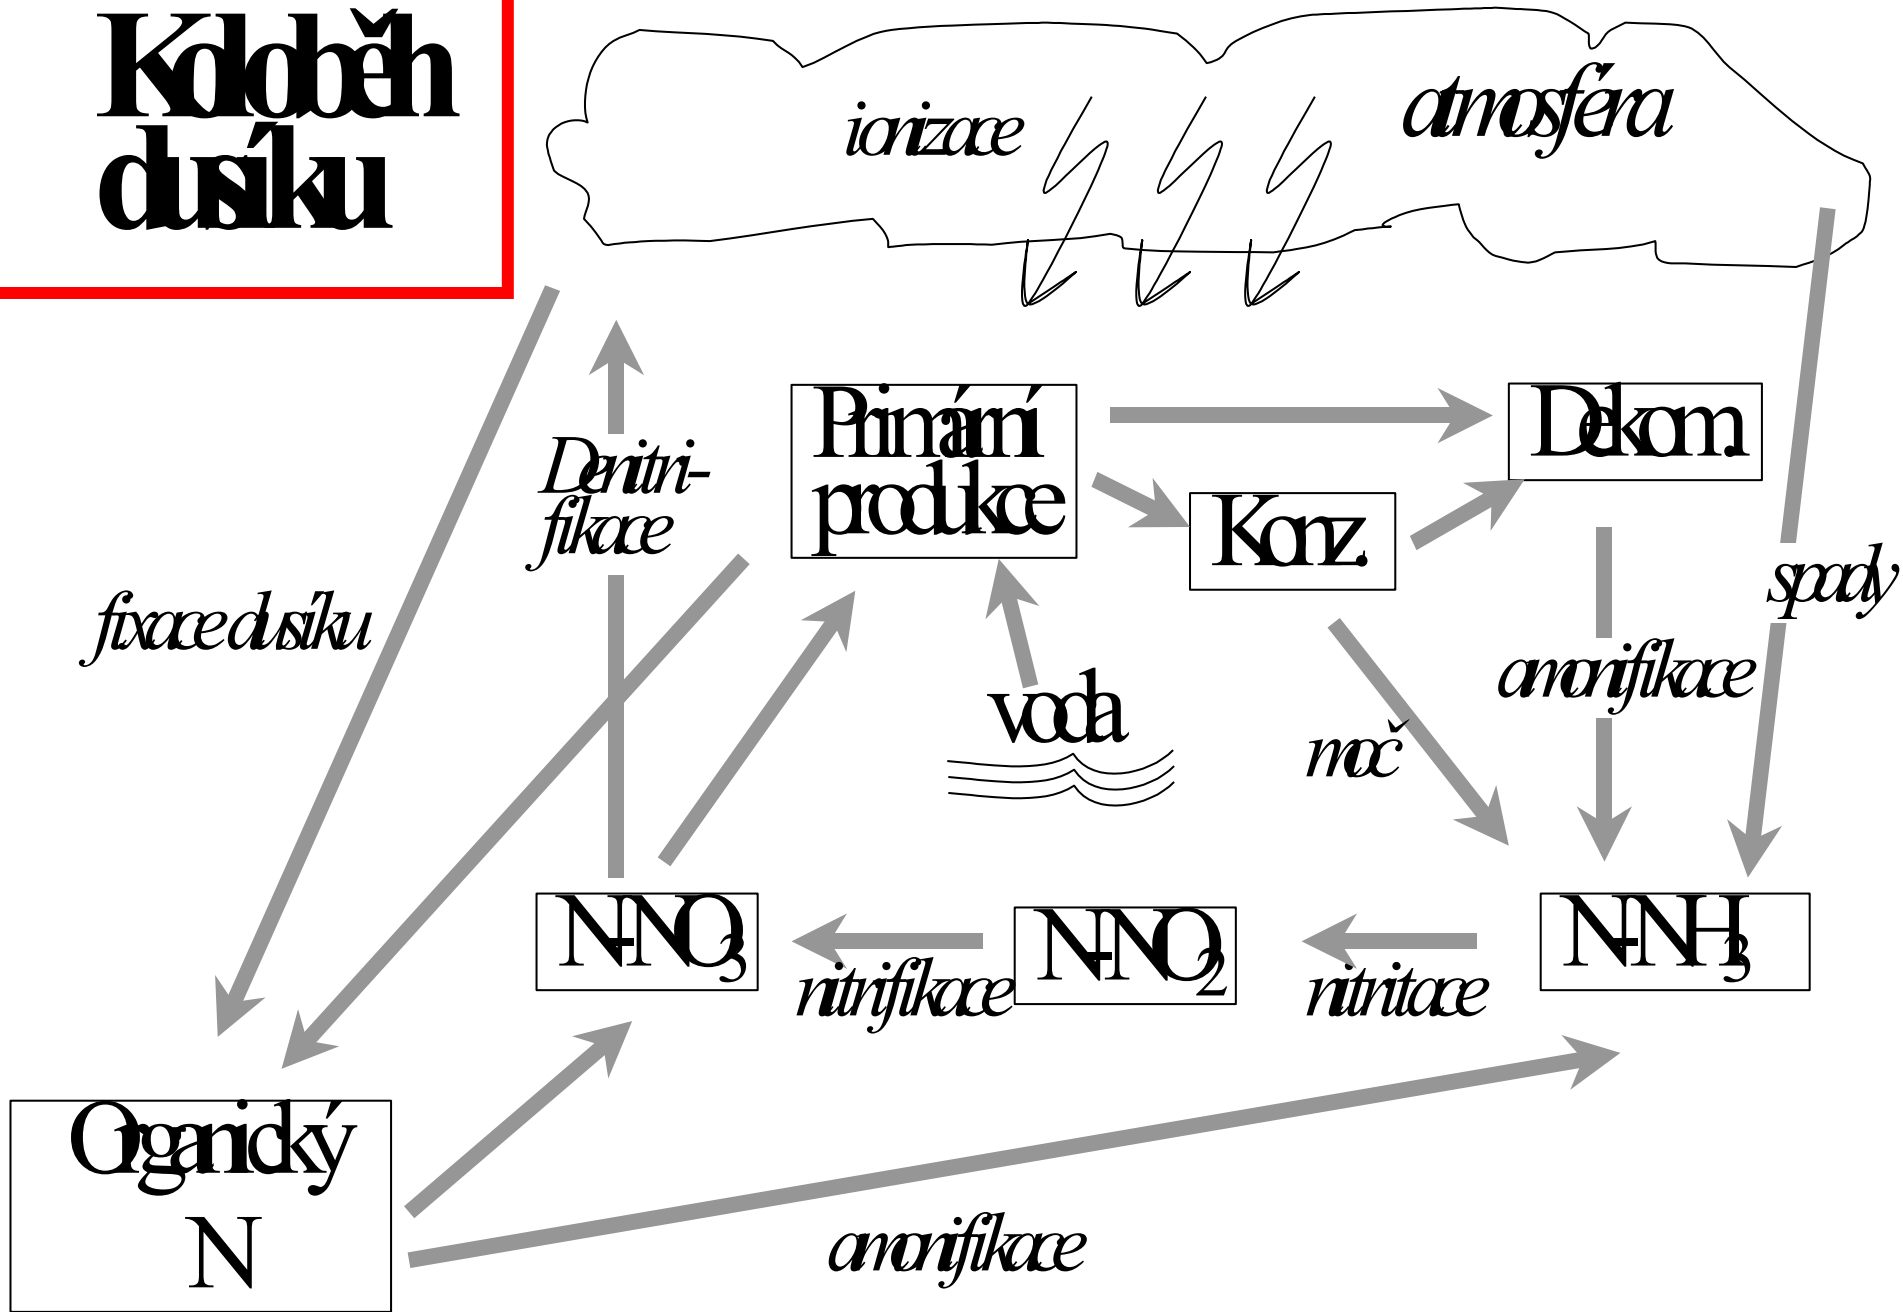 Koloběh
dusíku
ionizace
atmosféra
Primární
produkce
Dekom.
Denitri-
fikace
Konz.
spady
fixace dusíku
amonifikace
voda
moč
N-NO3
N-NO2
N-NH3
nitrifikace
nitritace
Organický
N
amonifikace